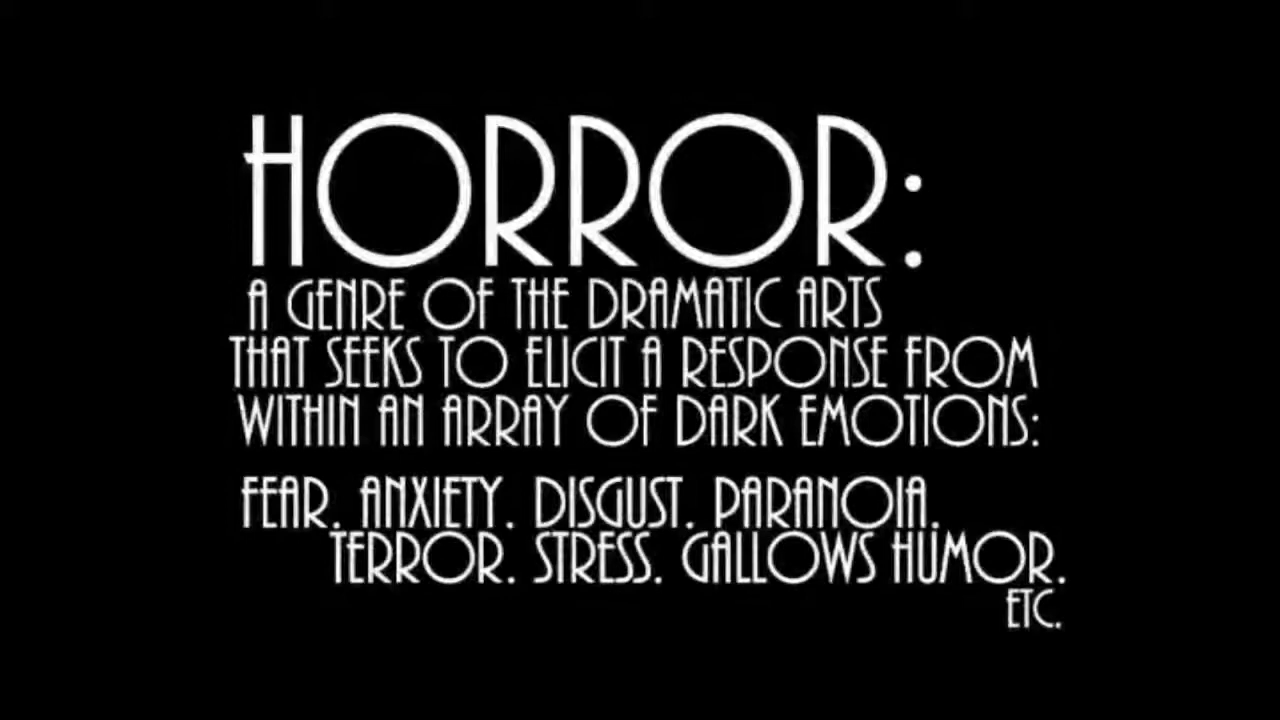 HORROR:
A GENRE OF THE DRAMATIC ARTS
THAT SEEKS TO ELICIT A RESPONSE FROM
WITHIN AN ARRAY OF DARK EMOTIONS:
FEAR. ANXIETY. DISGUST. PARANOIA.
TERROR. STRESS. GALLOWS HUMOR.
ETC.